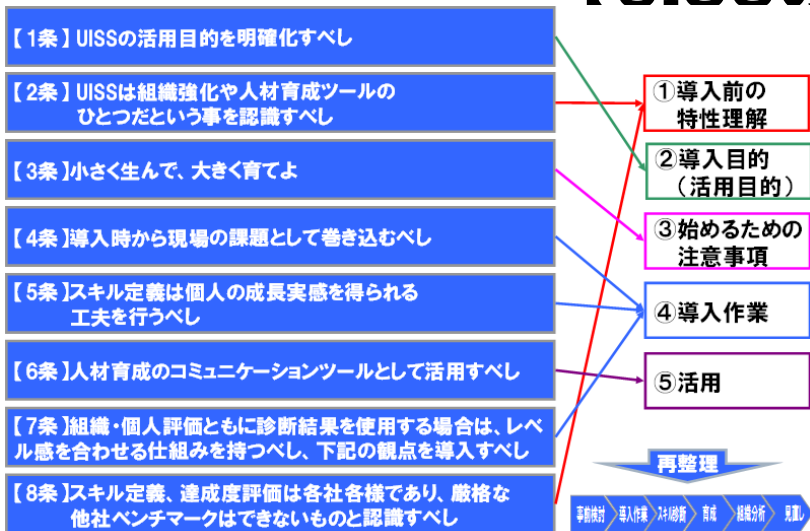 【1条】UISSの活用目的を明確化すべし
【2条】UISSは組織強化や人材育成ツールの
ひとつだという事を認識すべし
【3条】小さく生んで、大きく育てよ
【4条】導入時から現場の課題として巻き込むべし
【5条】スキル定義は個人の成長実感を得られる
工夫を行うべし
【6条】人材育成のコミュニケーションツールとして活用すべし
【7条】組織・個人評価ともに診断結果を使用する場合は、レベ
ル感を合わせる仕組みを持つべし、下記の観点を導入すべし
【8条】スキル定義、達成度評価は各社各様であり、厳格な
他社ベンチマークはできないものと認識すべし
①導入前の
特性理解
②導入目的
（活用目的）
③始めるための
注意事項
④導入作業
⑤活用
再整理
事前検討 導入作業 スキル診断 育成 組織分析 見直し